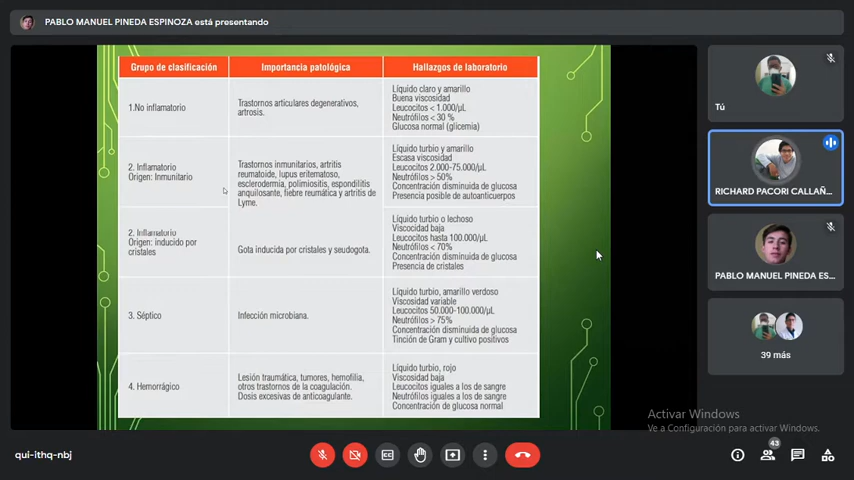 PABLO MANUEL PINEDA ESPINOZA está presentando
Grupo de clasificación
Importancia patológica
Hallazgos de laboratorio
1.No inflamatorio
Trastornos articulares degenerativos,
artrosis.
Líquido claro y amarillo
Buena viscosidad
Leucocitos < 1.000/µL
Neutrófilos < 30 %
Glucosa normal (glicemia)
2. Inflamatorio
Origen: Inmunitario
Trastornos inmunitarios, artritis
reumatoide, lupus eritematoso,
esclerodermia, polimiositis, espondilitis
anquilosante, fiebre reumática y artritis de
Lyme.
Líquido turbio y amarillo
Escasa viscosidad
Leucocitos 2.000-75.000/µL
Neutrófilos > 50%
Concentración disminuida de glucosa
Presencia posible de autoanticuerpos
2. Inflamatorio
Origen: inducido por
cristales
Gota inducida por cristales y seudogota.
Líquido turbio o lechoso
Viscocidad baja
Leucocitos hasta 100.000/µL
Neutrófilos < 70%
Concentración disminuida de glucosa
Presencia de cristales
3. Séptico
Infección microbiana.
Líquido turbio, amarillo verdoso
Viscosidad variable
Leucocitos 50.000-100.000/µL
Neutrófilos > 75%
Concentración disminuida de glucosa
Tinción de Gram y cultivo positivos
4. Hemorrágico
Lesión traumática, tumores, hemofilia,
otros trastornos de la coagulación.
Dosis excesivas de anticoagulante.
Líquido turbio, rojo
Viscosidad baja
Leucocitos iguales a los de sangre
Neutrófilos iguales a los de sangre
Concentración de glucosa normal
Tú
RICHARD PACORI CALLAÑ...
PABLO MANUEL PINEDA ES...
39 más
Activar Windows
Ve a Configuración para activar Windows.
qui-ithq-nbj
CC
43